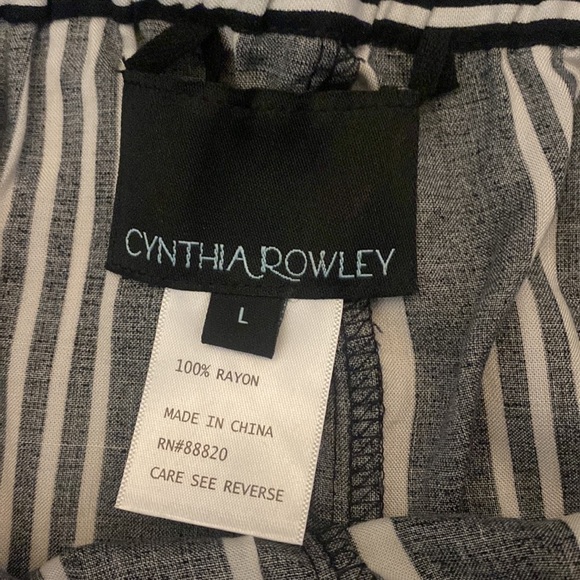 CYNTHIA ROWLEY
L
100% RAYON
MADE IN CHINA
RN#88820
CARE SEE REVERSE